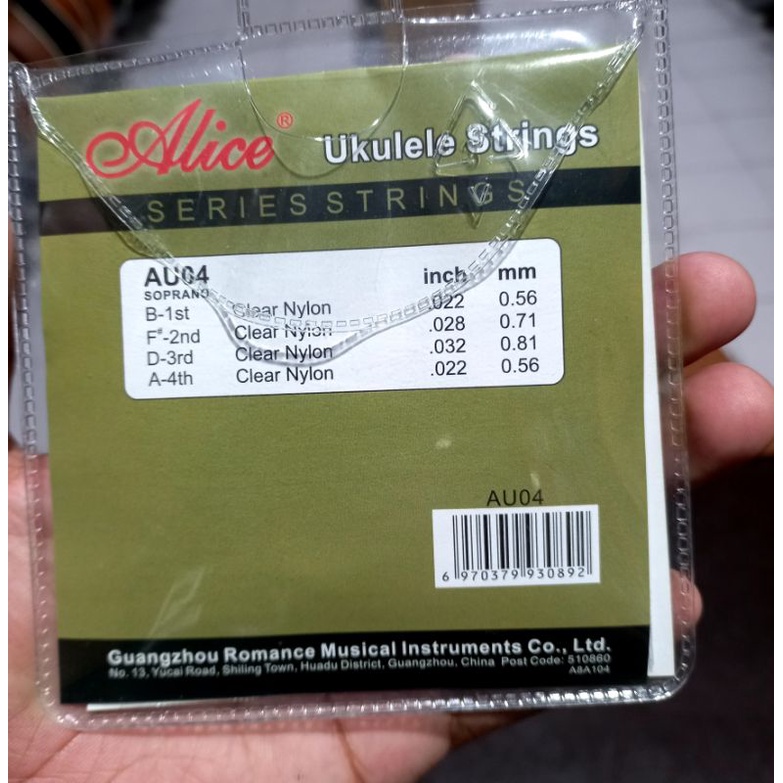 Alice® Ukulele Strings
SERIES STRINGS
AU04 inch mm
SOPRANO
B-1st Clear Nylon .022 0.56
F#-2nd Clear Nylon .028 0.71
D-3rd Clear Nylon .032 0.81
A-4th Clear Nylon .022 0.56
AU04
6 970379 930892
Guangzhou Romance Musical Instruments Co., Ltd.
No. 13, Yucai Road, Shiling Town, Huadu District, Guangzhou, China Post Code: 510860
A8A104